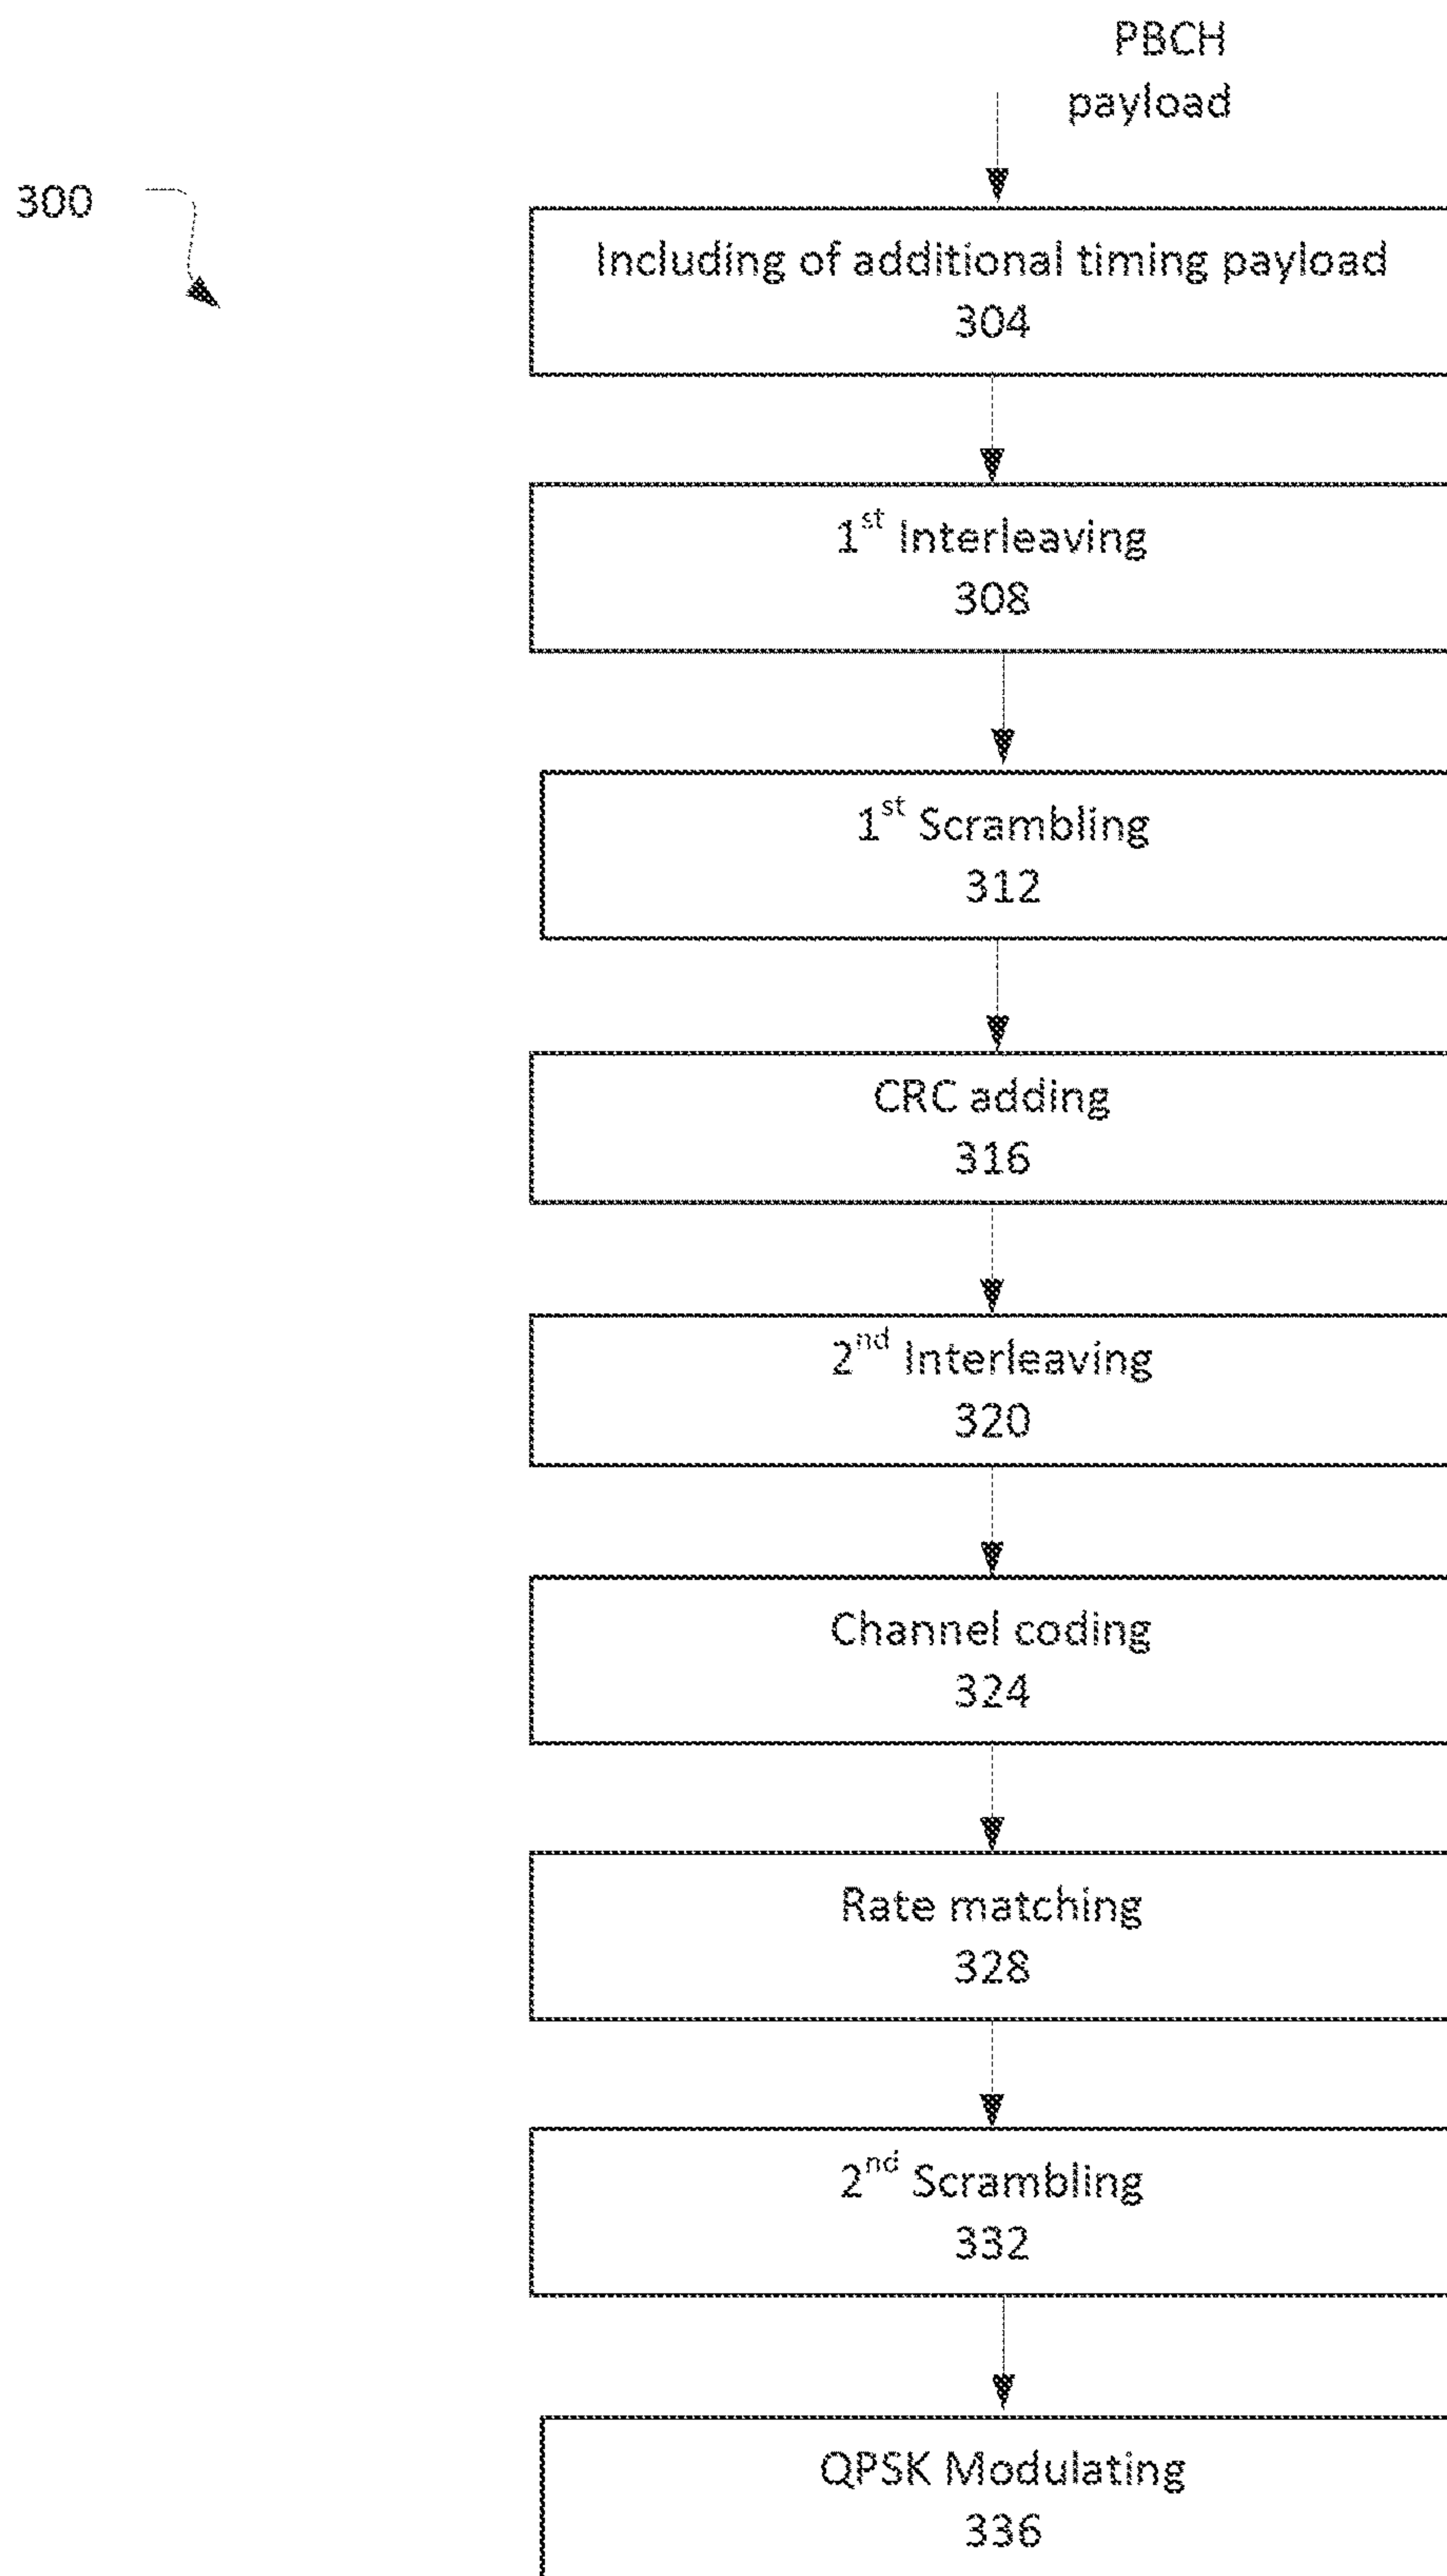 PBCH
payload
300
Including of additional timing payload
304
1st Interleaving
308
1st Scrambling
312
CRC adding
316
2nd Interleaving
320
Channel coding
324
Rate matching
328
2nd Scrambling
332
QPSK Modulating
336